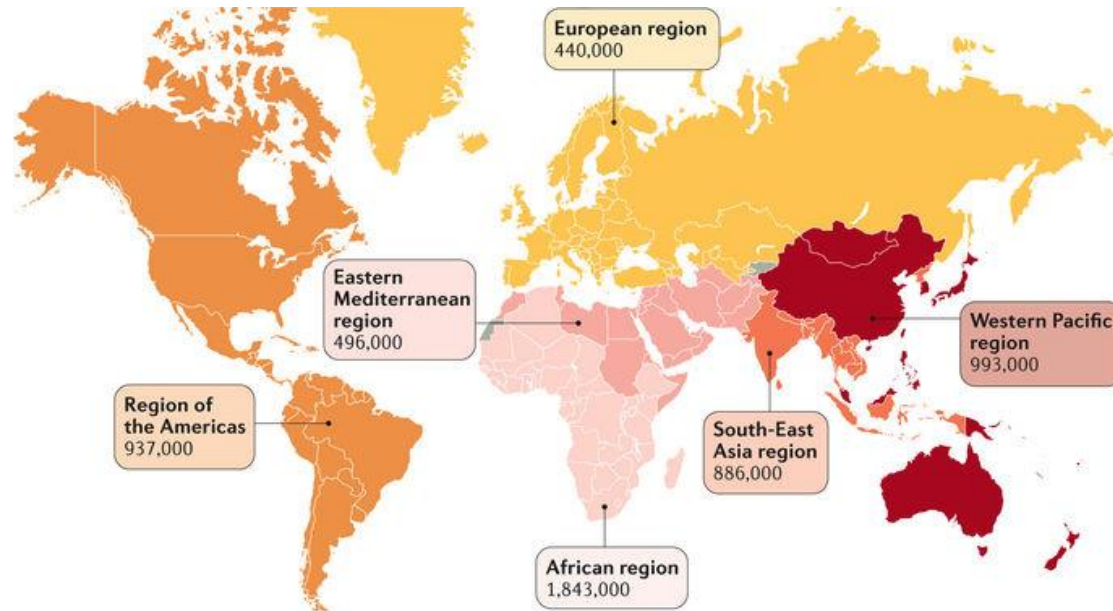 European region
440,000
Eastern
Mediterranean
region
496,000
Western Pacific
region
993,000
Region of
the Americas
937,000
South-East
Asia region
886,000
African region
1,843,000